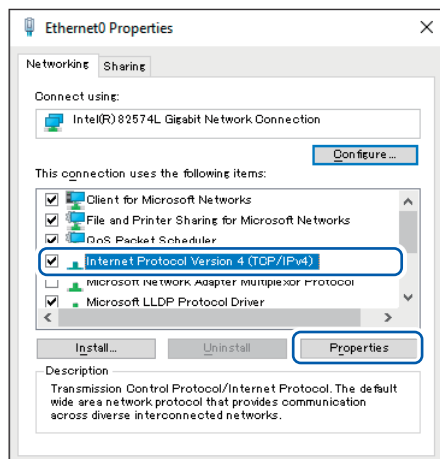 Ethernet0 Properties
Networking Sharing
Connect using:
Intel(R) 82574L Gigabit Network Connection
Configure...
This connection uses the following items:
Client for Microsoft Networks
File and Printer Sharing for Microsoft Networks
QoS Packet Scheduler
Internet Protocol Version 4 (TCP/IPv4)
Microsoft Network Adapter Multiplexor Protocol
Microsoft LLDP Protocol Driver
Install... Uninstall Properties
Description
Transmission Control Protocol/Internet Protocol. The default
wide area network protocol that provides communication
across diverse interconnected networks.